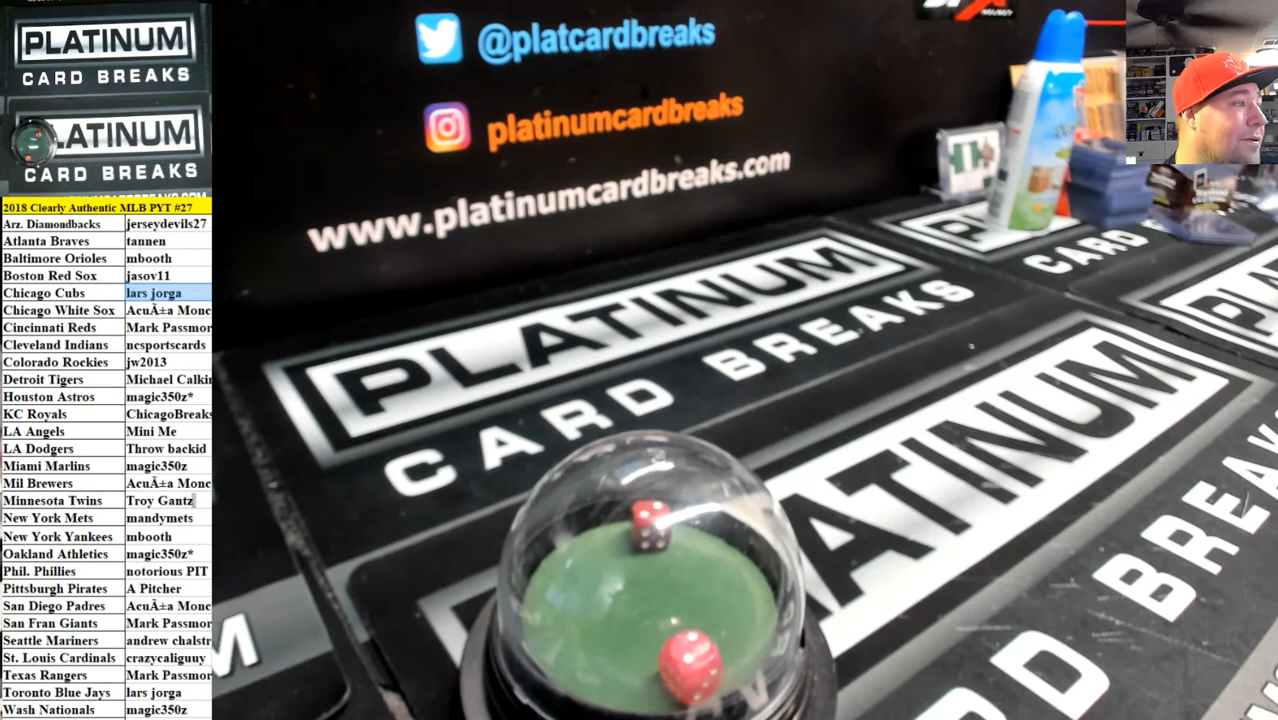 PLATINUM
CARD BREAKS
LATINUM
CARD BREAKS
2018 Clearly Authentic MLB PYT #27
Arz. Diamondbacks jerseydevils27
Atlanta Braves tannen
Baltimore Orioles mbooth
Boston Red Sox jasov11
Chicago Cubs lars jorga
Chicago White Sox AcuÃ±a Monc
Cincinnati Reds Mark Passmor
Cleveland Indians ncsportscards
Colorado Rockies jw2013
Detroit Tigers Michael Calkin
Houston Astros magic350z*
KC Royals ChicagoBreaks
LA Angels Mini Me
LA Dodgers Throw backid
Miami Marlins magic350z
Mil Brewers AcuÃ±a Monc
Minnesota Twins Troy Gantz
New York Mets mandymets
New York Yankees mbooth
Oakland Athletics magic350z*
Phil. Phillies notorious PIT
Pittsburgh Pirates A Pitcher
San Diego Padres AcuÃ±a Monc
San Fran Giants Mark Passmor
Seattle Mariners andrew chalstr
St. Louis Cardinals crazycaliguuy
Texas Rangers Mark Passmor
Toronto Blue Jays lars jorga
Wash Nationals magic350z
@platcardbreaks
platinumcardbreaks
www.platinumcardbreaks.com
PLATINUM
CARD BREAKS
ATINUM
D BREA
PL
CARD